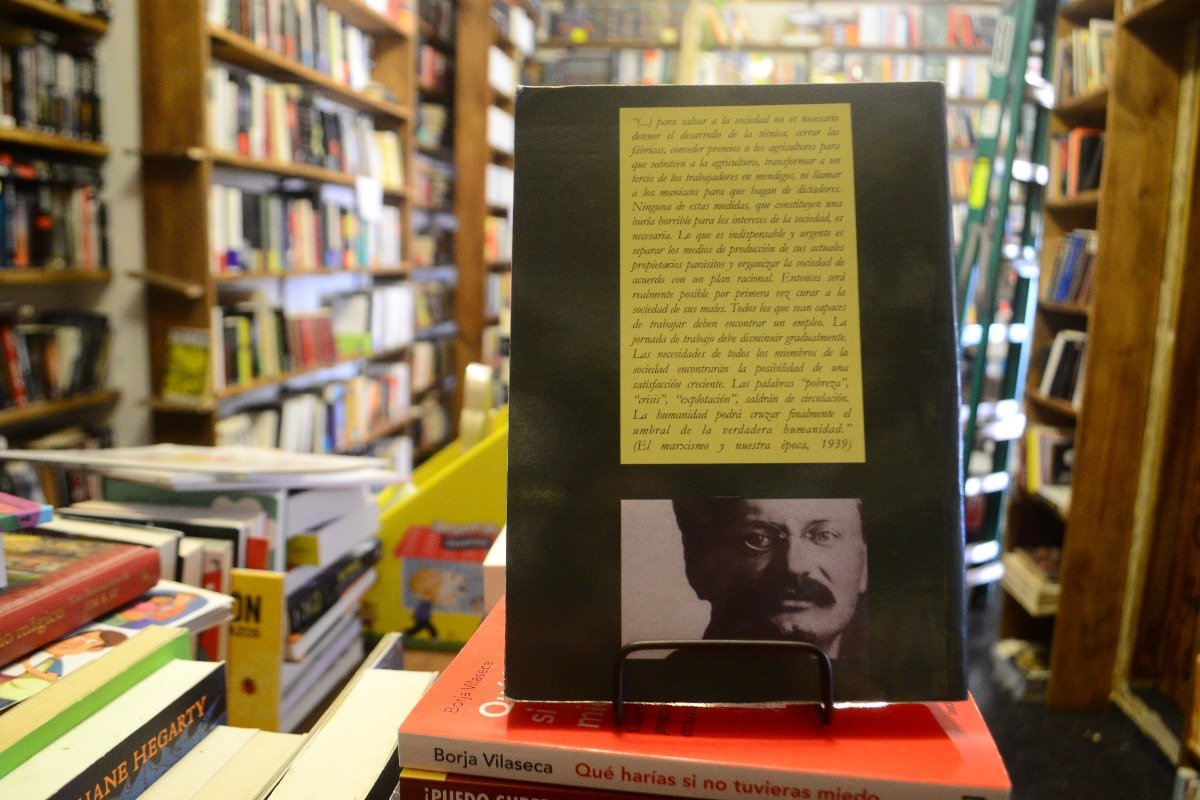 "(...) para salvar a la sociedad no es necesario
detener el desarrollo de la técnica, cerrar las
fábricas, conceder premios a los agricultores para
que saboteen a la agricultura, transformar a un
tercio de los trabajadores en mendigos, ni llamar
a los maníacos para que hagan de dictadores.
Ninguna de estas medidas, que constituyen una
burla horrible para los intereses de la sociedad, es
necesaria. Lo que es indispensable y urgente es
separar los medios de producción de sus actuales
propietarios parásitos y organizar la sociedad de
acuerdo con un plan racional. Entonces será
realmente posible por primera vez curar a la
sociedad de sus males. Todos los que sean capaces
de trabajar deben encontrar un empleo. La
jornada de trabajo debe disminuir gradualmente.
Las necesidades de todos los miembros de la
sociedad encontrarán la posibilidad de una
satisfacción creciente. Las palabras "pobreza",
"crisis", "explotación", saldrán de circulación.
La humanidad podrá cruzar finalmente el
umbral de la verdadera humanidad."
(El marxismo y nuestra época, 1939)
Borja Vilaseca
si
Borja Vilaseca Qué harías si no tuvieras miedo
¡PUEDO
HEGARTY
ON